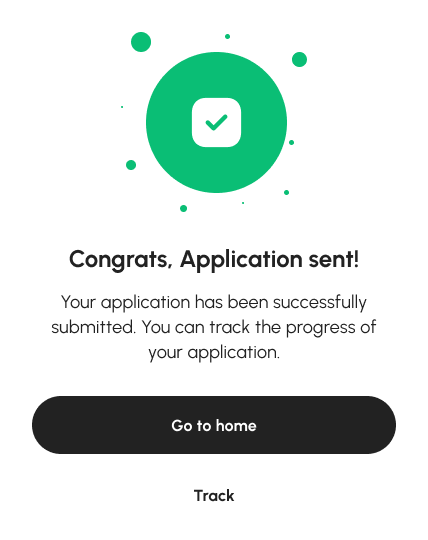 Congrats, Application sent!
Your application has been successfully
submitted. You can track the progress of
your application.
Go to home
Track